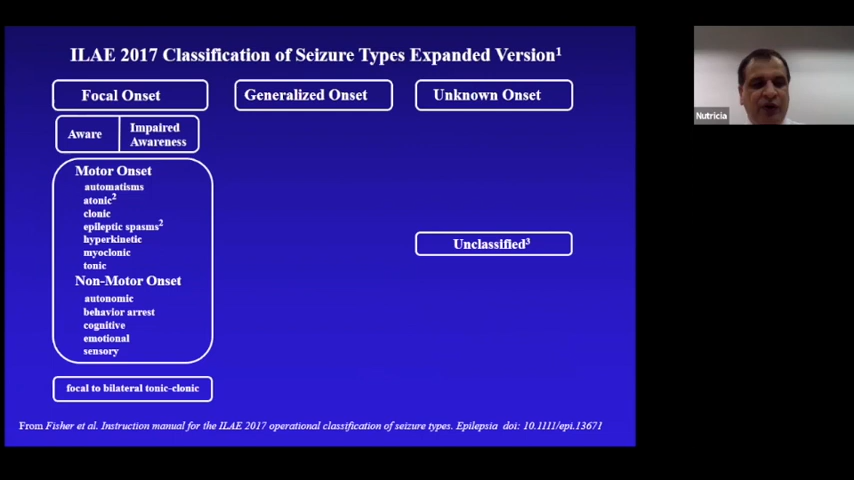 ILAE 2017 Classification of Seizure Types Expanded Version1
Focal Onset
Generalized Onset
Unknown Onset
Aware
Impaired
Awareness
Motor Onset
automatisms
atonic2
clonic
epileptic spasms2
hyperkinetic
myoclonic
tonic
Non-Motor Onset
autonomic
behavior arrest
cognitive
emotional
sensory
focal to bilateral tonic-clonic
Unclassified3
From Fisher et al. Instruction manual for the ILAE 2017 operational classification of seizure types. Epilepsia doi: 10.1111/epi.13671
Nutricia